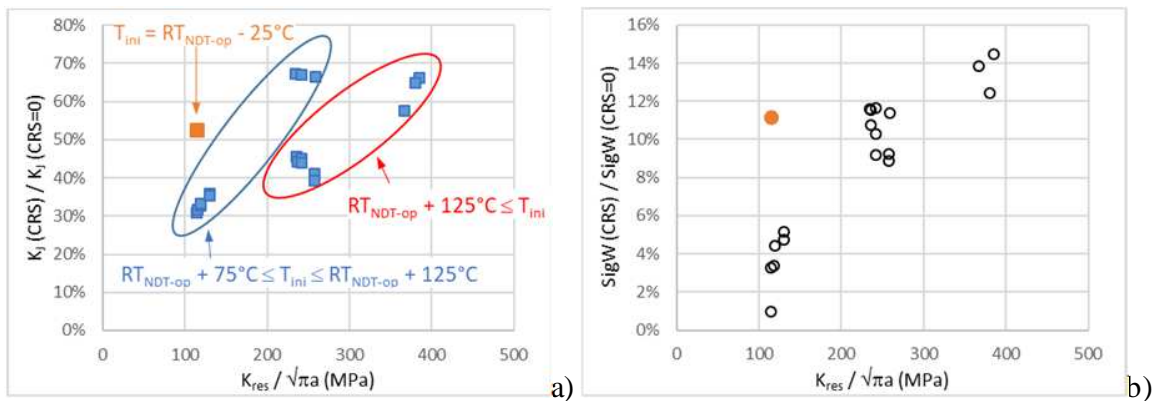 80%
70%
60%
50%
40%
30%
20%
10%
0%
K_J (CRS) / K_J (CRS=0)
T_ini = RT_NDT-op - 25°C
RT_NDT-op + 125°C ≤ T_ini
RT_NDT-op + 75°C ≤ T_ini ≤ RT_NDT-op + 125°C
0 100 200 300 400 500
K_res / √πa (MPa)
a)
16%
14%
12%
10%
8%
6%
4%
2%
0%
SigW (CRS) / SigW (CRS=0)
0 100 200 300 400 500
K_res / √πa (MPa)
b)